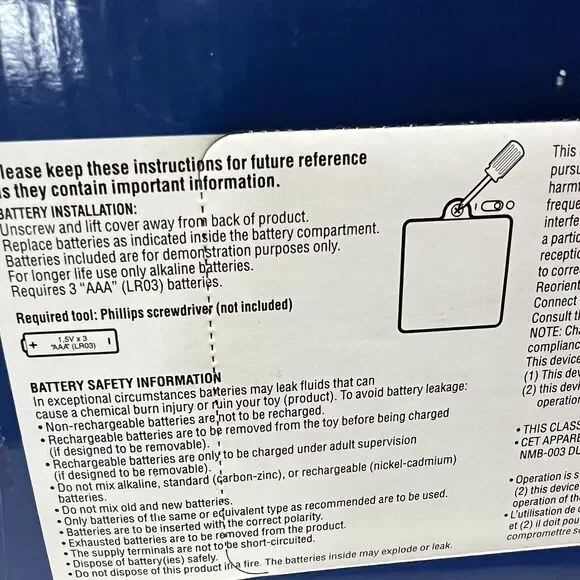 lease keep these instructions for future reference
s they contain important information.
BATTERY INSTALLATION:
Unscrew and lift cover away from back of product.
Replace batteries as indicated inside the battery compartment.
Batteries included are for demonstration purposes only.
For longer life use only alkaline batteries.
Requires 3 "AAA" (LR03) batteries.
Required tool: Phillips screwdriver (not included)
+ 1,5V x 3 −
"AAA" (LR03)
BATTERY SAFETY INFORMATION
In exceptional circumstances batteries may leak fluids that can
cause a chemical burn injury or ruin your toy (product). To avoid battery leakage:
• Non-rechargeable batteries are not to be recharged.
• Rechargeable batteries are to be removed from the toy before being charged
(if designed to be removable).
• Rechargeable batteries are only to be charged under adult supervision
(if designed to be removable).
• Do not mix alkaline, standard (carbon-zinc), or rechargeable (nickel-cadmium)
batteries.
• Do not mix old and new batteries.
• Only batteries of the same or equivalent type as recommended are to be used.
• Batteries are to be inserted with the correct polarity.
• Exhausted batteries are to be removed from the product.
• The supply terminals are not to be short-circuited.
• Dispose of battery(ies) safely.
• Do not dispose of this product in a fire. The batteries inside may explode or leak.
I O
This
pursu
harmf
freque
interfe
a partic
receptio
to correc
Reorient
Connect
Consult th
NOTE: Cha
compliance
This device
(1) This devi
(2) this devic
operation
• THIS CLASS
• CET APPARE
NMB-003 DU
• Operation is s
(2) this device
operation of th
• L'utilisation de c
et (2) il doit pou
compromettre s